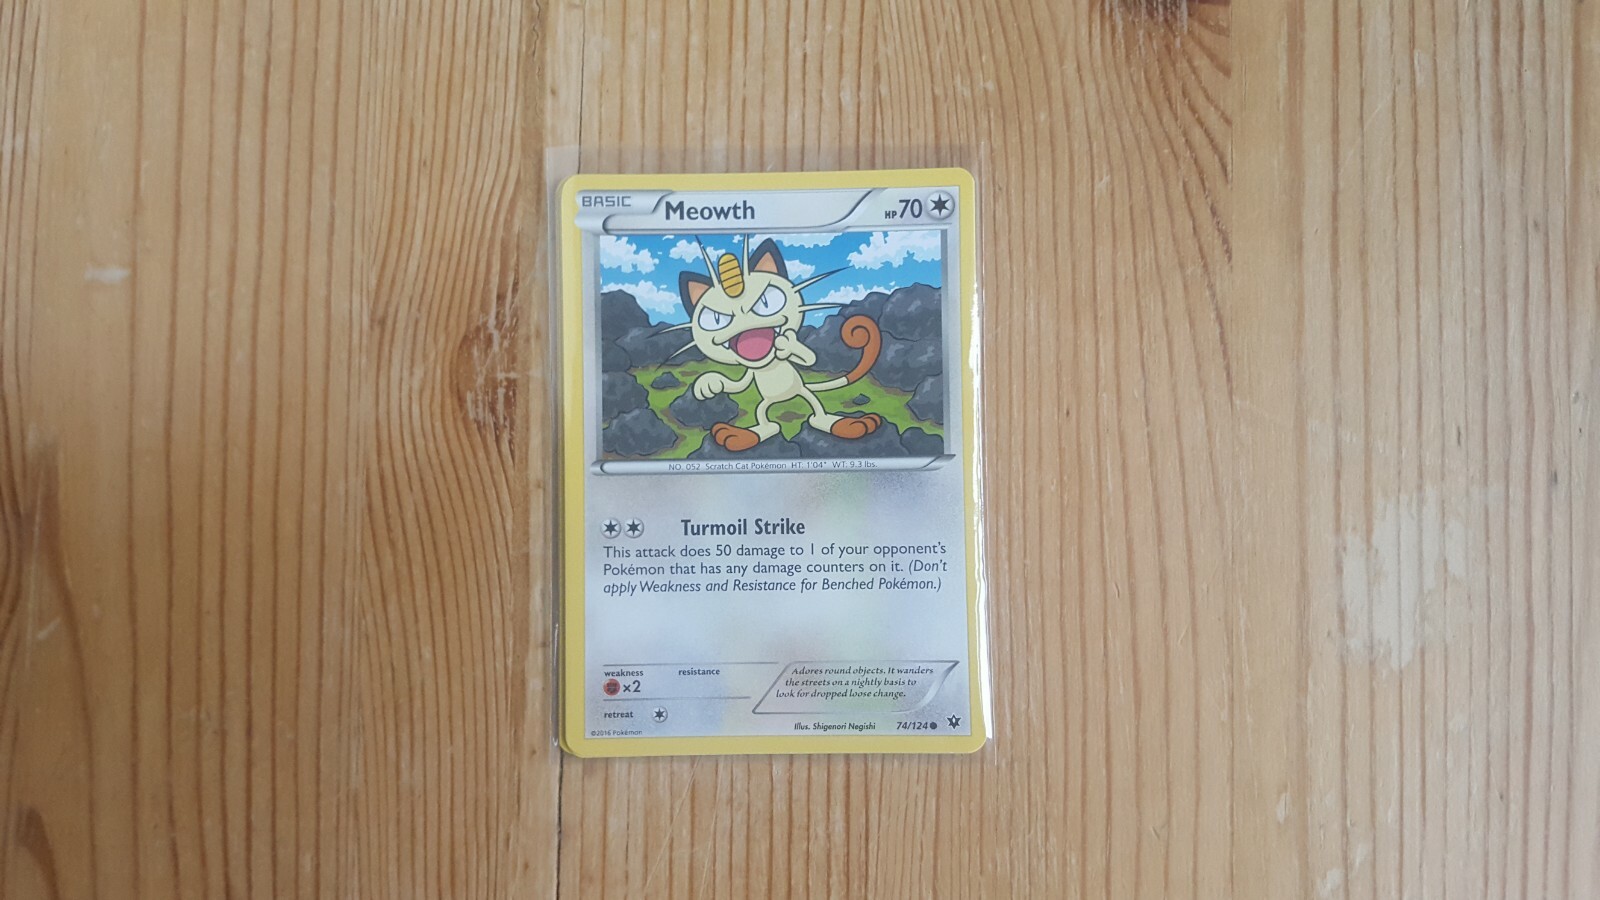 BASIC Meowth HP 70
NO. 052 Scratch Cat Pokémon HT. 1'04" WT. 9.3 lbs.
Turmoil Strike
This attack does 50 damage to 1 of your opponent's
Pokémon that has any damage counters on it. (Don't
apply Weakness and Resistance for Benched Pokémon.)
weakness resistance
×2
Adores round objects. It wanders
the streets on a nightly basis to
look for dropped loose change.
retreat
Illus. Shigenori Negishi 74/124
©2016 Pokémon